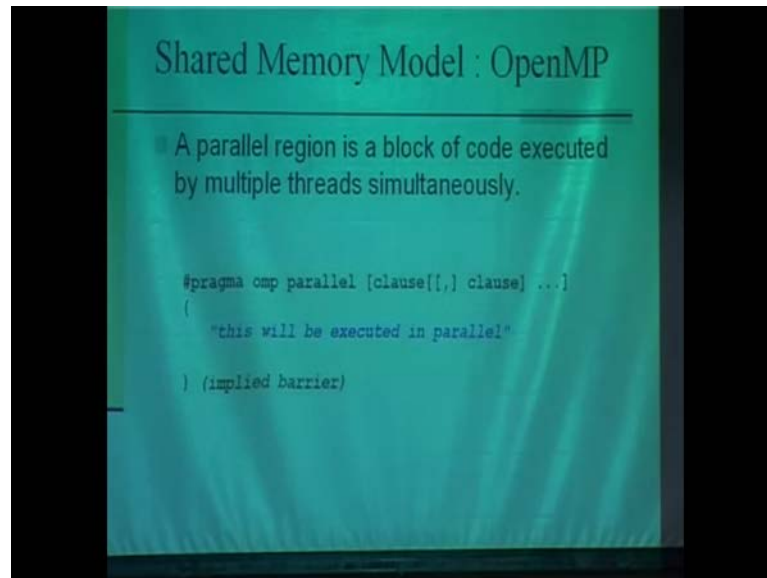 Shared Memory Model : OpenMP
A parallel region is a block of code executed
by multiple threads simultaneously.
#pragma omp parallel [clause[[,] clause] ...]
{
"this will be executed in parallel"
} (implied barrier)